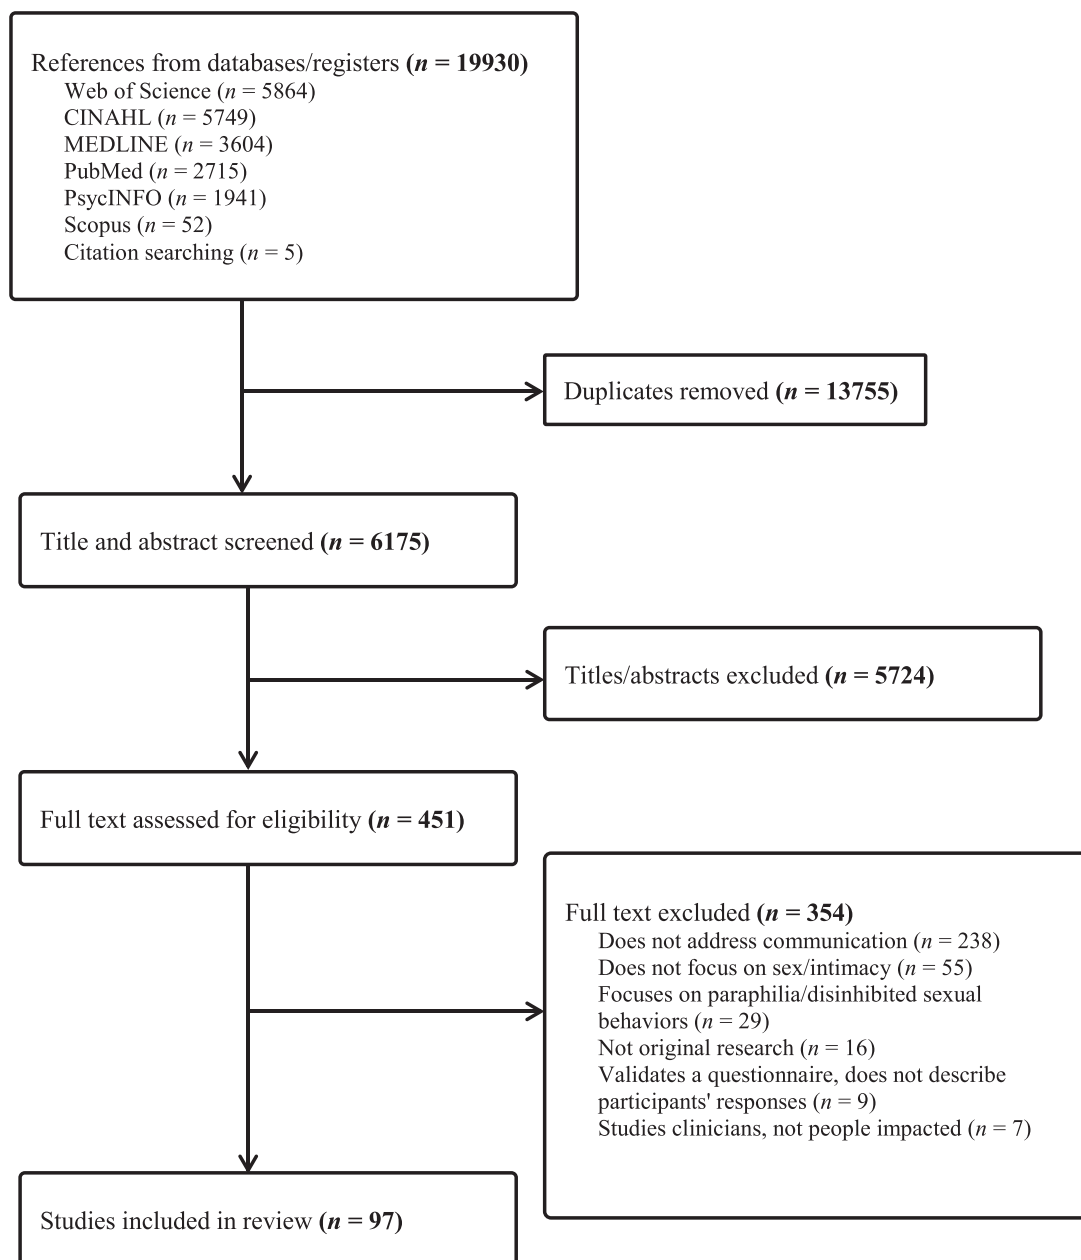 References from databases/registers (n = 19930)
Web of Science (n = 5864)
CINAHL (n = 5749)
MEDLINE (n = 3604)
PubMed (n = 2715)
PsycINFO (n = 1941)
Scopus (n = 52)
Citation searching (n = 5)
Duplicates removed (n = 13755)
Title and abstract screened (n = 6175)
Titles/abstracts excluded (n = 5724)
Full text assessed for eligibility (n = 451)
Full text excluded (n = 354)
Does not address communication (n = 238)
Does not focus on sex/intimacy (n = 55)
Focuses on paraphilia/disinhibited sexual
behaviors (n = 29)
Not original research (n = 16)
Validates a questionnaire, does not describe
participants' responses (n = 9)
Studies clinicians, not people impacted (n = 7)
Studies included in review (n = 97)